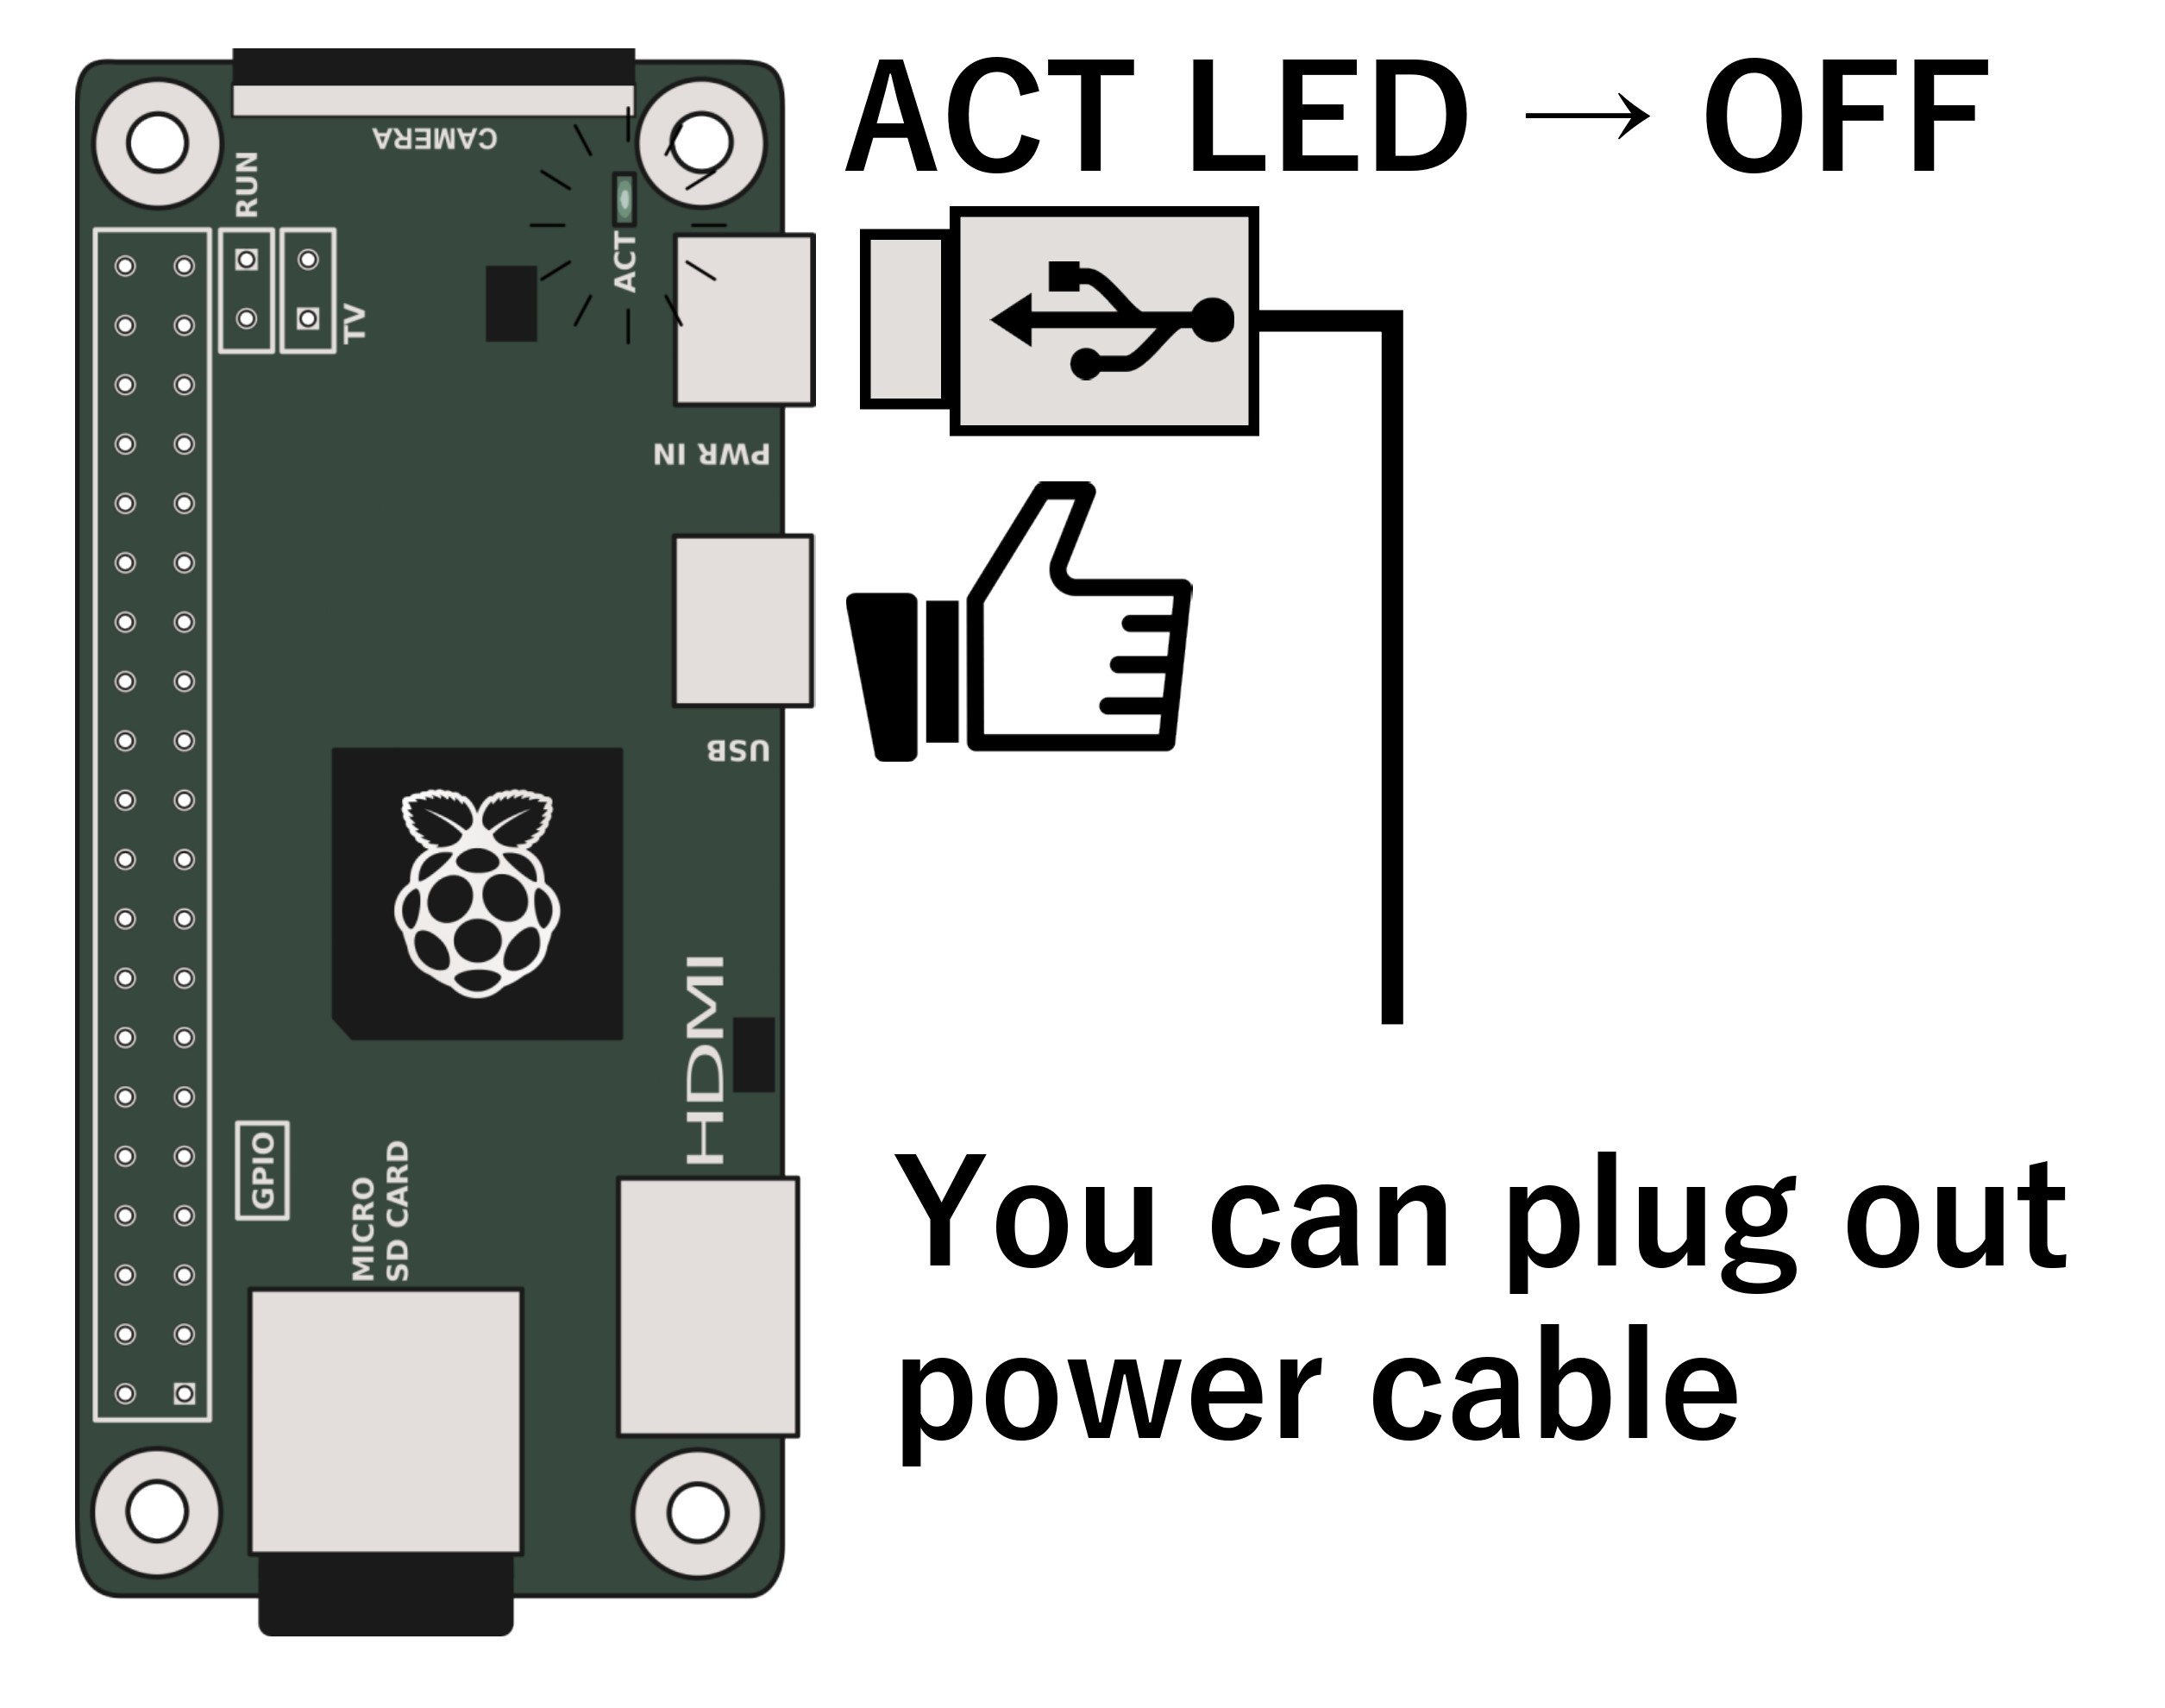 ACT LED → OFF
CAMERA
RUN
ACT
TV
PWR IN
USB
HDMI
GPIO
MICRO
SD CARD
You can plug out
power cable